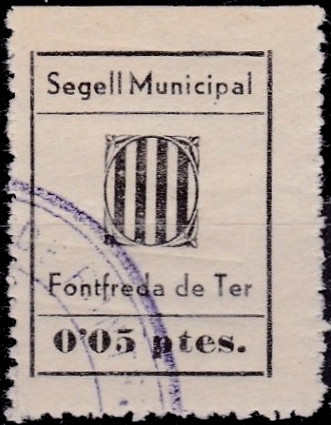 Segell Municipal
Fontfreda de Ter
0'05 ptes.